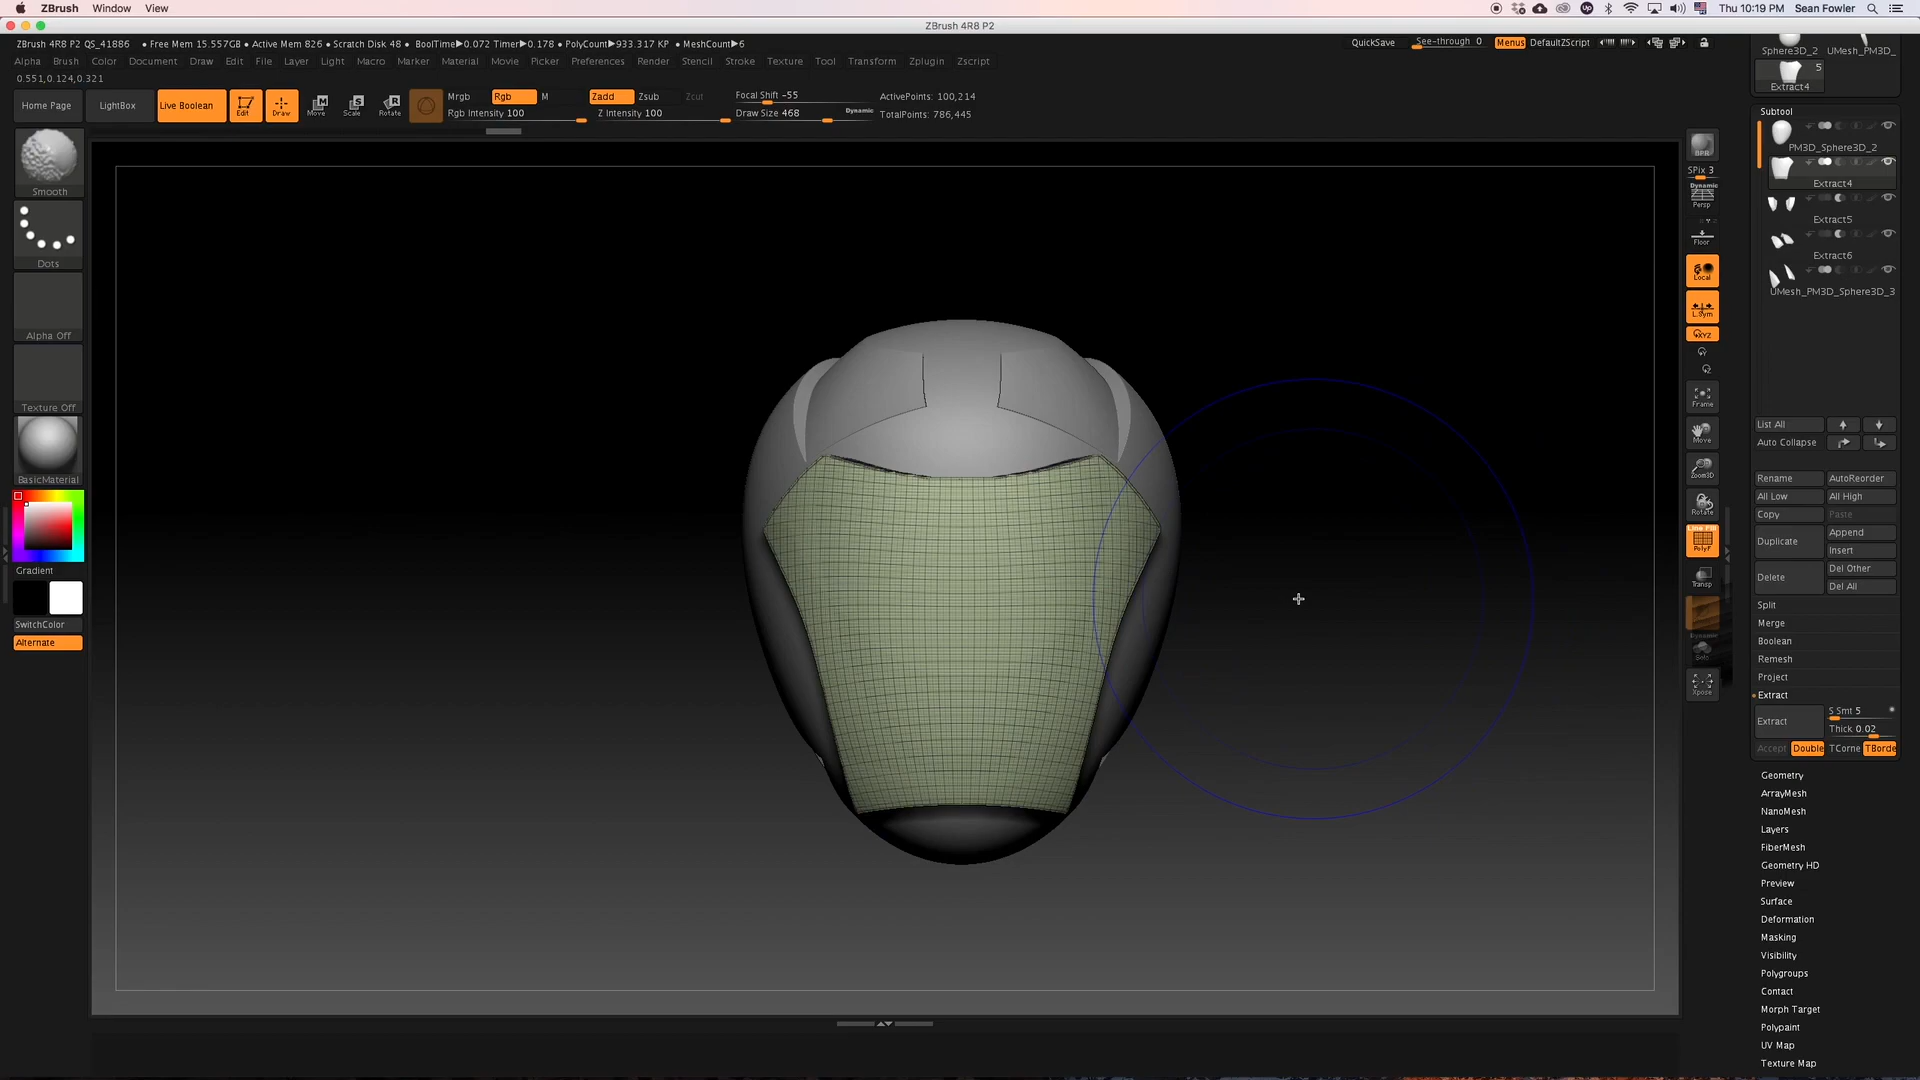 ZBrush Window View
Thu 10:19 PM Sean Fowler
ZBrush 4R8 P2
ZBrush 4R8 P2 QS_41886 • Free Mem 15.557GB • Active Mem 826 • Scratch Disk 48 • BoolTime▶0.072 Timer▶0.178 • PolyCount▶933.317 KP • MeshCount▶6
QuickSave See-through 0 Menus DefaultZScript
Alpha Brush Color Document Draw Edit File Layer Light Macro Marker Material Movie Picker Preferences Render Stencil Stroke Texture Tool Transform Zplugin Zscript
0.551,0.124,0.321
Home Page LightBox Live Boolean Edit Draw Move Scale Rotate
Mrgb Rgb M Zadd Zsub Zcut
Rgb Intensity 100 Z Intensity 100
Focal Shift -55
Draw Size 468 Dynamic
ActivePoints: 100,214
TotalPoints: 786,445
Smooth
Dots
Alpha Off
Texture Off
BasicMaterial
Gradient
SwitchColor
Alternate
BPR
SPix 3
Dynamic
Persp
Floor
Local
L.Sym
XYZ
Frame
Move
Zoom3D
Rotate
Line Fill
PolyF
Transp
Dynamic
Solo
Xpose
Sphere3D_2 UMesh_PM3D_
5
Extract4
Subtool
PM3D_Sphere3D_2
Extract4
Extract5
Extract6
UMesh_PM3D_Sphere3D_3
List All
Auto Collapse
Rename AutoReorder
All Low All High
Copy Paste
Duplicate Append
Insert
Delete Del Other
Del All
Split
Merge
Boolean
Remesh
Project
Extract
Extract S Smt 5
Thick 0.02
Accept Double TCorne TBorde
Geometry
ArrayMesh
NanoMesh
Layers
FiberMesh
Geometry HD
Preview
Surface
Deformation
Masking
Visibility
Polygroups
Contact
Morph Target
Polypaint
UV Map
Texture Map